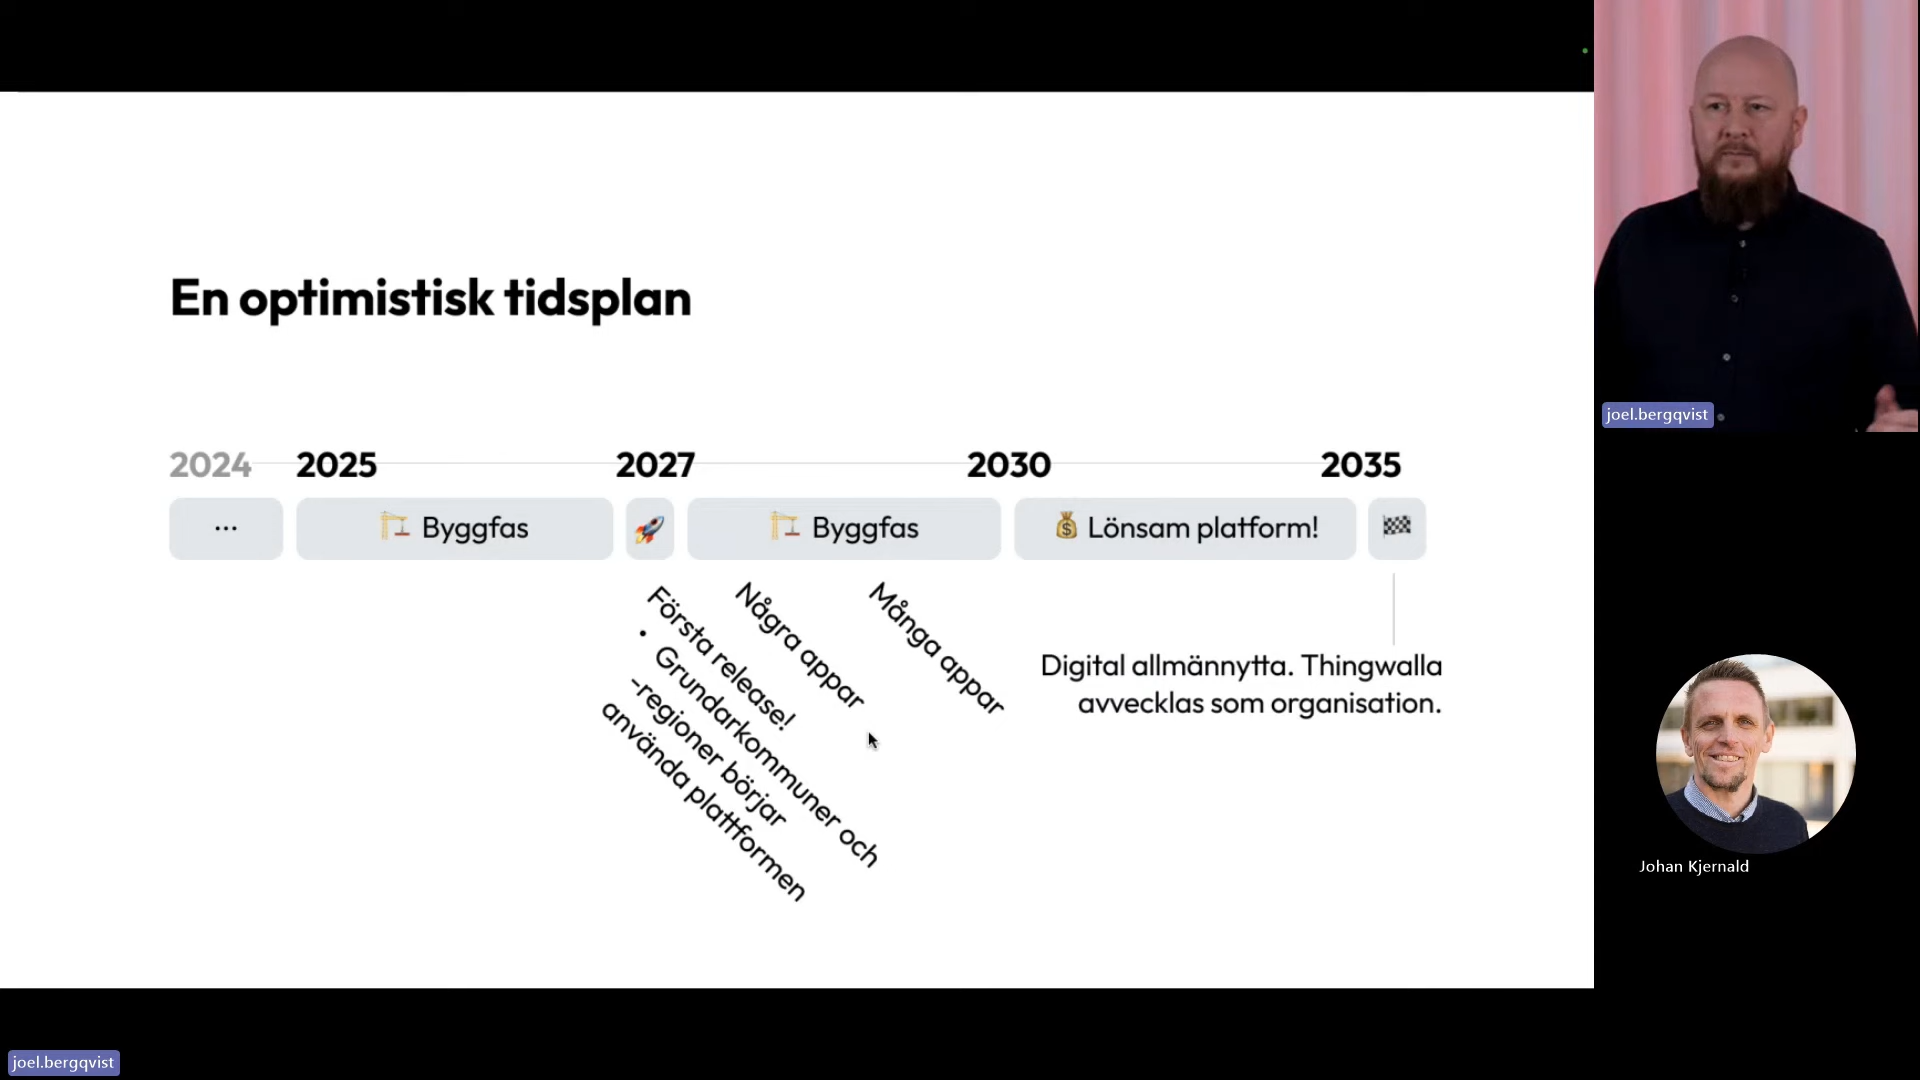 En optimistisk tidsplan
2024 2025 2027 2030 2035
... Byggfas Byggfas Lönsam platform!
Första release!
• Grundarkommuner och
-regioner börjar
använda plattformen
Några appar
Många appar
Digital allmännytta. Thingwalla
avvecklas som organisation.
joel.bergqvist
Johan Kjernald
joel.bergqvist